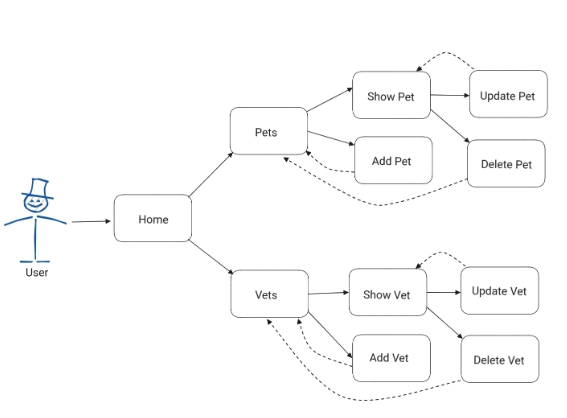 Show Pet
Update Pet
Pets
Add Pet
Delete Pet
Home
User
Vets
Show Vet
Update Vet
Add Vet
Delete Vet